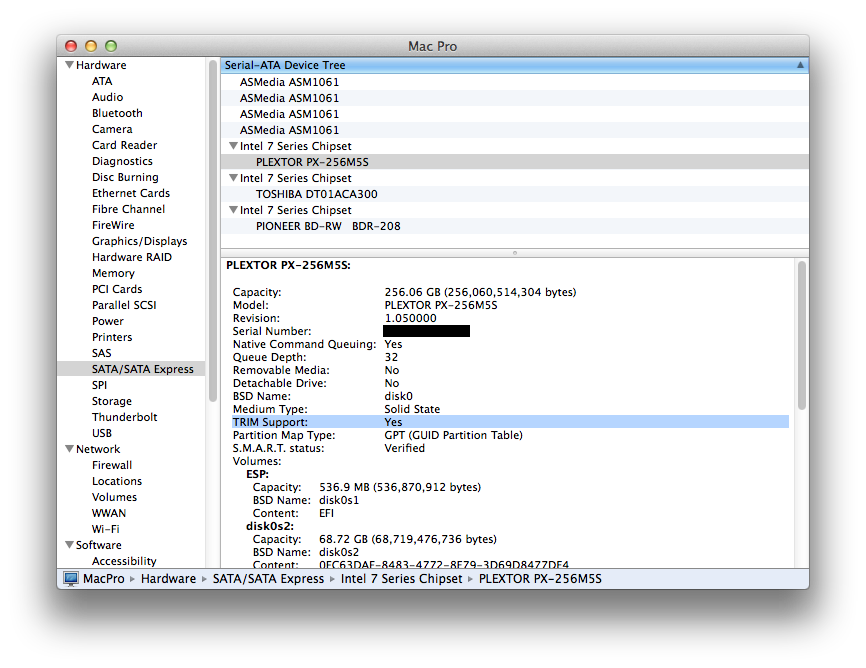 Mac Pro
Hardware
ATA
Audio
Bluetooth
Camera
Card Reader
Diagnostics
Disc Burning
Ethernet Cards
Fibre Channel
FireWire
Graphics/Displays
Hardware RAID
Memory
PCI Cards
Parallel SCSI
Power
Printers
SAS
SATA/SATA Express
SPI
Storage
Thunderbolt
USB
Network
Firewall
Locations
Volumes
WWAN
Wi-Fi
Software
Accessibility
Serial-ATA Device Tree
ASMedia ASM1061
ASMedia ASM1061
ASMedia ASM1061
ASMedia ASM1061
Intel 7 Series Chipset
PLEXTOR PX-256M5S
Intel 7 Series Chipset
TOSHIBA DT01ACA300
Intel 7 Series Chipset
PIONEER BD-RW BDR-208
PLEXTOR PX-256M5S:
Capacity: 256.06 GB (256,060,514,304 bytes)
Model: PLEXTOR PX-256M5S
Revision: 1.050000
Serial Number:
Native Command Queuing: Yes
Queue Depth: 32
Removable Media: No
Detachable Drive: No
BSD Name: disk0
Medium Type: Solid State
TRIM Support: Yes
Partition Map Type: GPT (GUID Partition Table)
S.M.A.R.T. status: Verified
Volumes:
ESP:
Capacity: 536.9 MB (536,870,912 bytes)
BSD Name: disk0s1
Content: EFI
disk0s2:
Capacity: 68.72 GB (68,719,476,736 bytes)
BSD Name: disk0s2
Content: 0FC63DAF-8483-4772-8E79-3D69D8477DE4
MacPro Hardware SATA/SATA Express Intel 7 Series Chipset PLEXTOR PX-256M5S